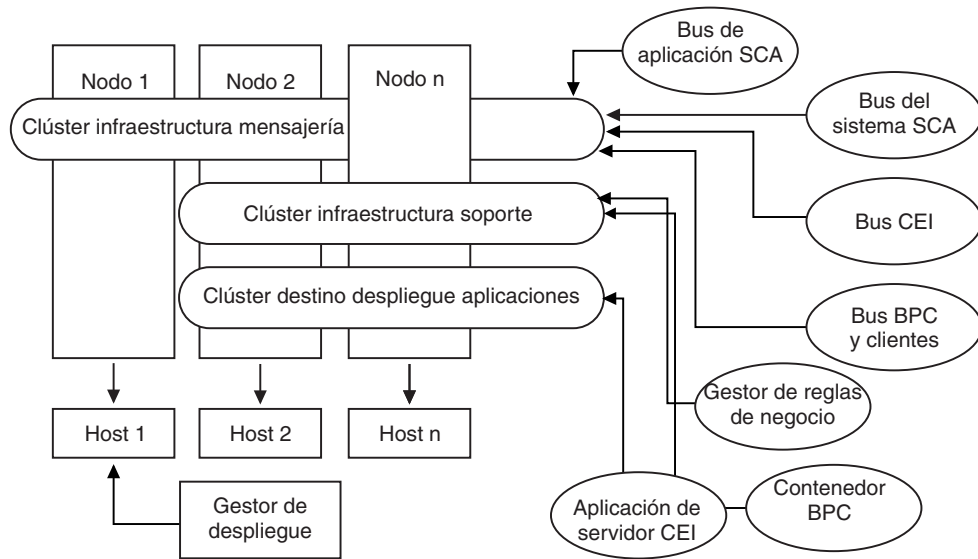 Nodo 1
Nodo 2
Nodo n
Bus de
aplicación SCA
Clúster infraestructura mensajería
Bus del
sistema SCA
Clúster infraestructura soporte
Bus CEI
Clúster destino despliegue aplicaciones
Bus BPC
y clientes
Gestor de reglas
de negocio
Host 1
Host 2
Host n
Gestor de
despliegue
Aplicación de
servidor CEI
Contenedor
BPC